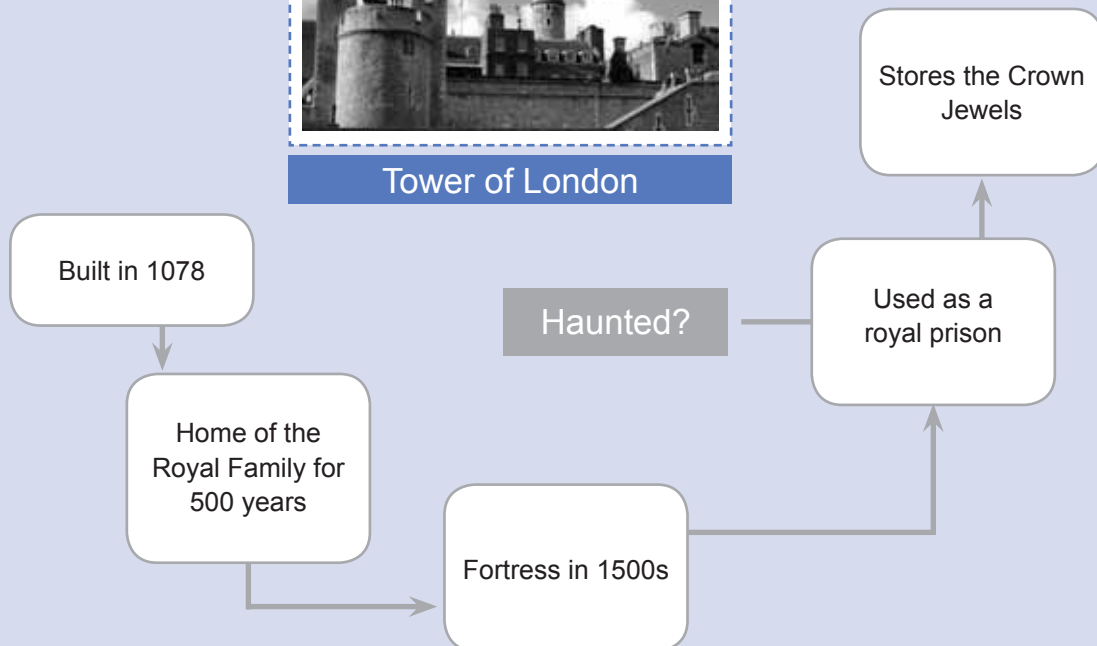 Tower of London
Built in 1078
Home of the
Royal Family for
500 years
Fortress in 1500s
Used as a
royal prison
Haunted?
Stores the Crown
Jewels